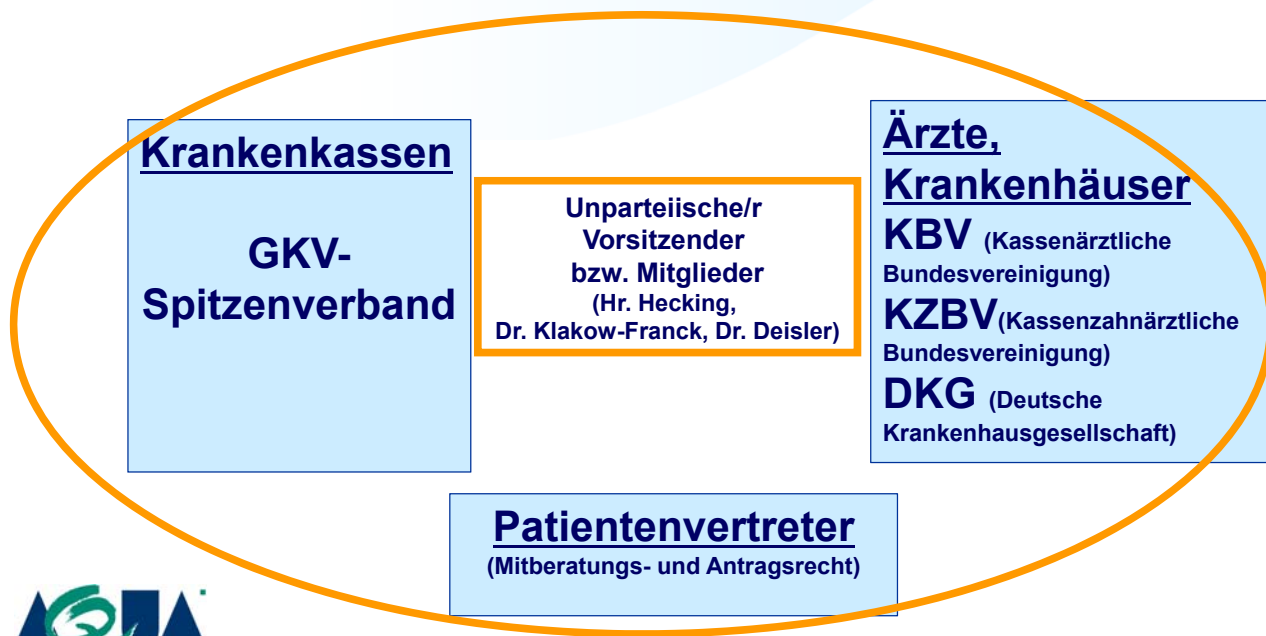 Krankenkassen
GKV-
Spitzenverband
Unparteiische/r
Vorsitzender
bzw. Mitglieder
(Hr. Hecking,
Dr. Klakow-Franck, Dr. Deisler)
Ärzte,
Krankenhäuser
KBV (Kassenärztliche
Bundesvereinigung)
KZBV(Kassenzahnärztliche
Bundesvereinigung)
DKG (Deutsche
Krankenhausgesellschaft)
Patientenvertreter
(Mitberatungs- und Antragsrecht)
AQUA